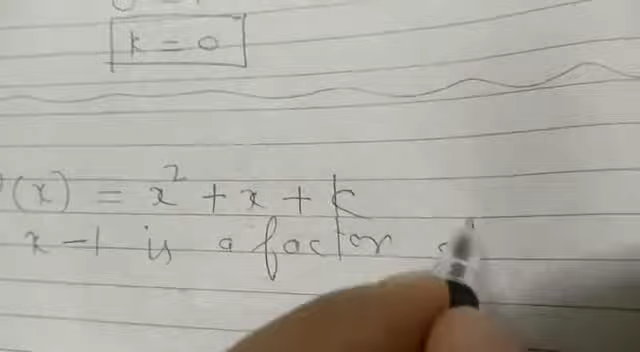 k = 0
(x) = x² + x + k
x - 1 is a factor